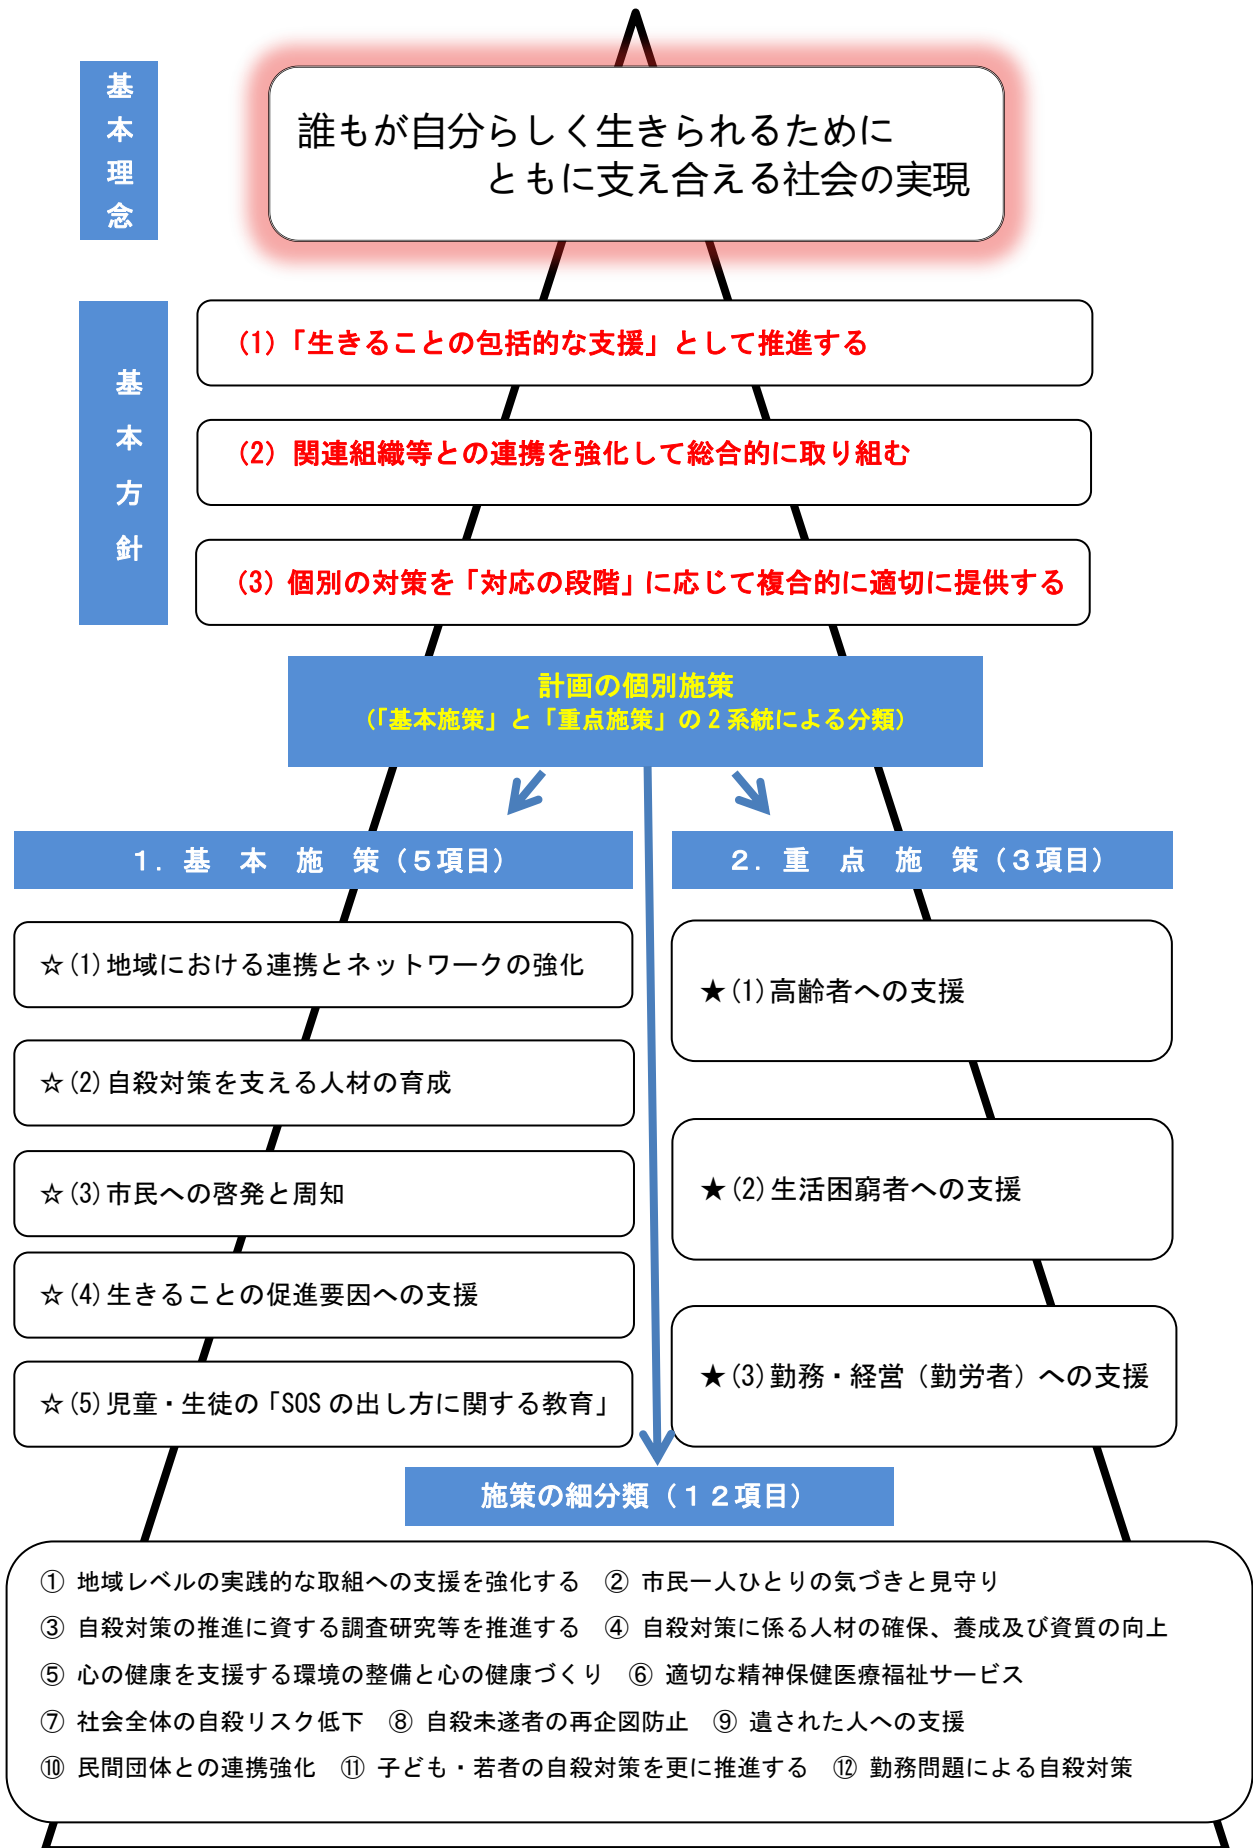 基本理念
誰もが自分らしく生きられるために
ともに支え合える社会の実現
基本方針
(1)「生きることの包括的な支援」として推進する
(2) 関連組織等との連携を強化して総合的に取り組む
(3) 個別の対策を「対応の段階」に応じて複合的に適切に提供する
計画の個別施策
(「基本施策」と「重点施策」の2系統による分類)
１．基　本　施　策（５項目）
☆(1)地域における連携とネットワークの強化
☆(2)自殺対策を支える人材の育成
☆(3)市民への啓発と周知
☆(4)生きることの促進要因への支援
☆(5)児童・生徒の「SOSの出し方に関する教育」
２．重　点　施　策（３項目）
★(1)高齢者への支援
★(2)生活困窮者への支援
★(3)勤務・経営（勤労者）への支援
施策の細分類（１２項目）
① 地域レベルの実践的な取組への支援を強化する　② 市民一人ひとりの気づきと見守り
③ 自殺対策の推進に資する調査研究等を推進する　④ 自殺対策に係る人材の確保、養成及び資質の向上
⑤ 心の健康を支援する環境の整備と心の健康づくり　⑥ 適切な精神保健医療福祉サービス
⑦ 社会全体の自殺リスク低下　⑧ 自殺未遂者の再企図防止　⑨ 遺された人への支援
⑩ 民間団体との連携強化　⑪ 子ども・若者の自殺対策を更に推進する　⑫ 勤務問題による自殺対策